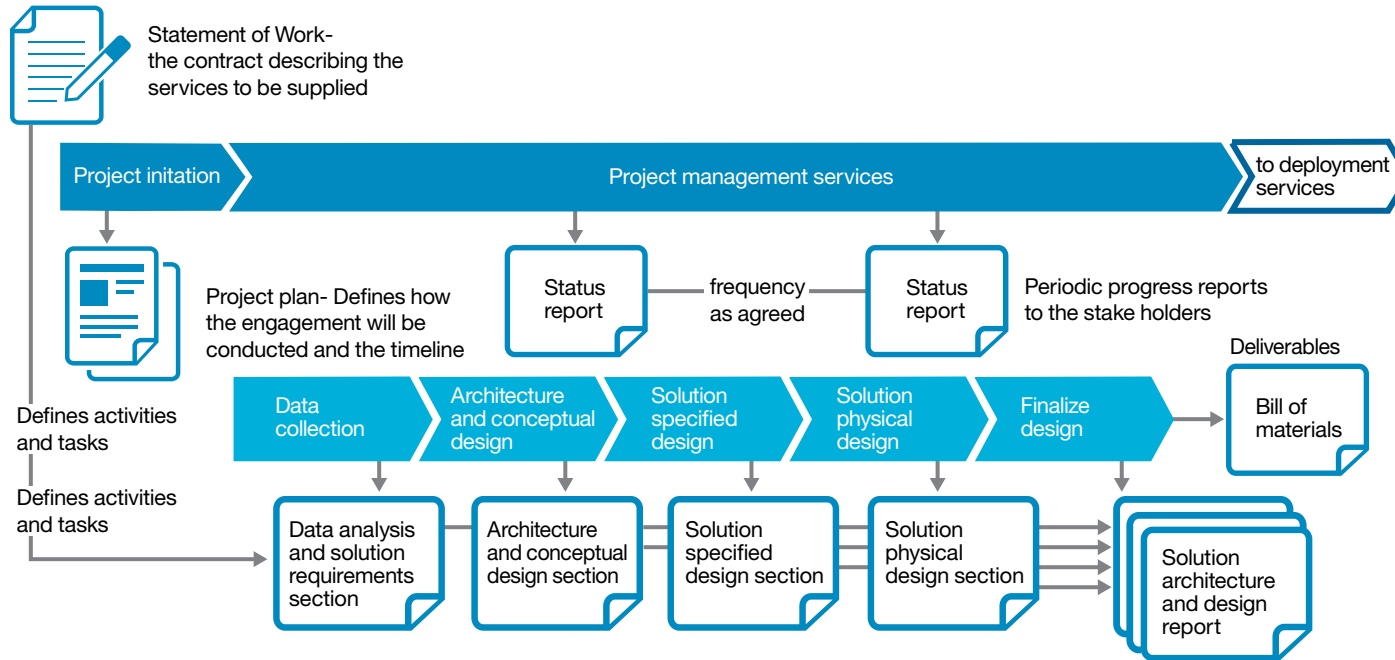 Statement of Work-
the contract describing the
services to be supplied
Project initation
Project management services
to deployment
services
Project plan- Defines how
the engagement will be
conducted and the timeline
Status
report
frequency
as agreed
Status
report
Periodic progress reports
to the stake holders
Deliverables
Bill of
materials
Defines activities
and tasks
Data
collection
Architecture
and conceptual
design
Solution
specified
design
Solution
physical
design
Finalize
design
Defines activities
and tasks
Data analysis
and solution
requirements
section
Architecture
and conceptual
design section
Solution
specified
design section
Solution
physical
design section
Solution
architecture
and design
report